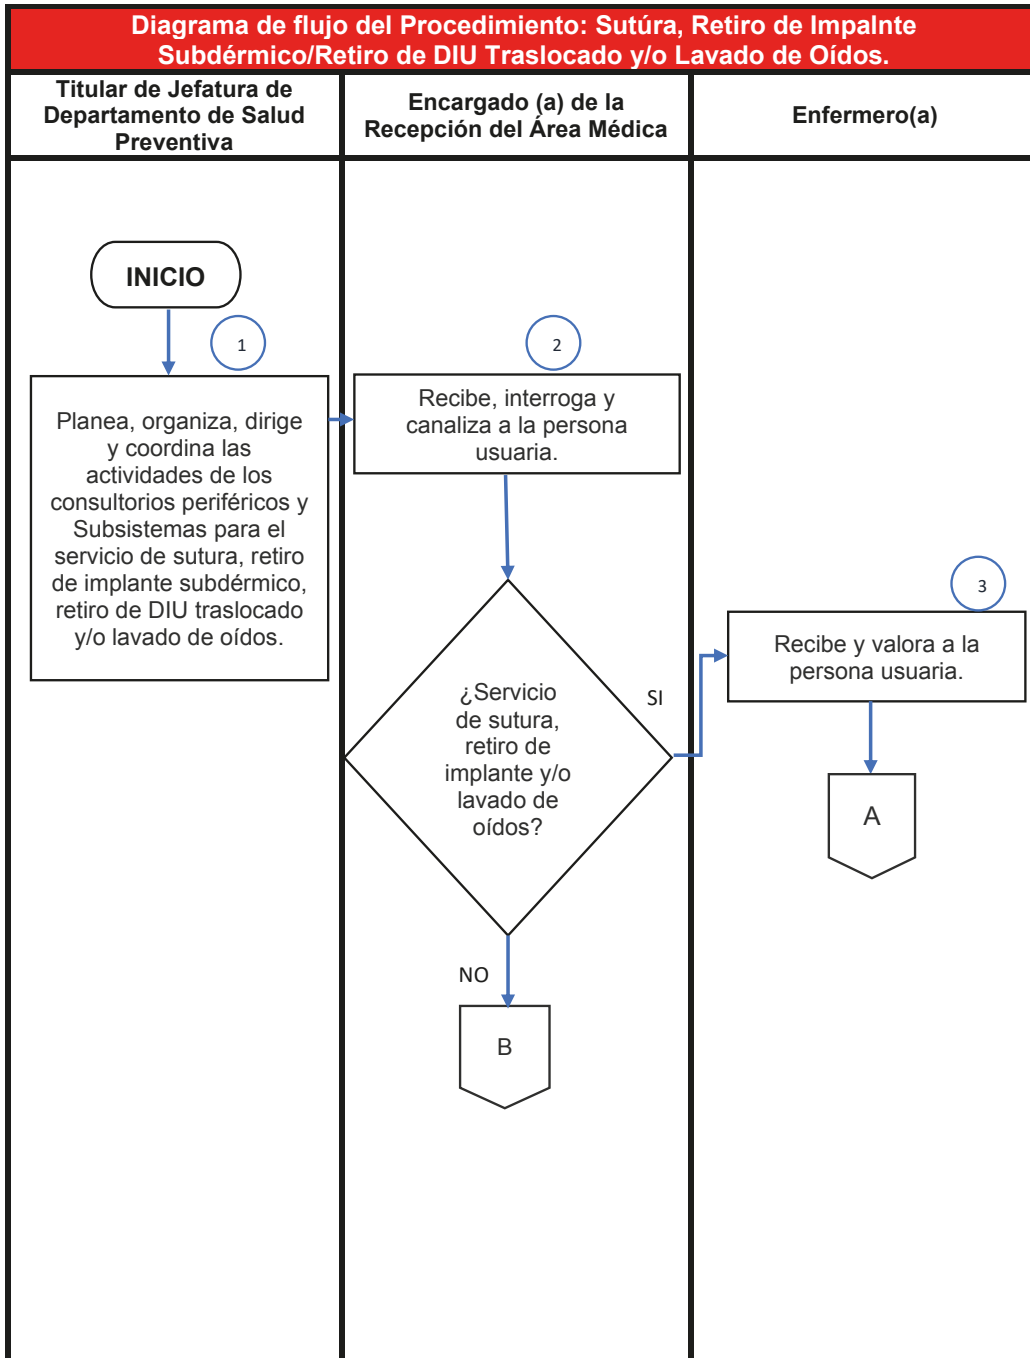 Diagrama de flujo del Procedimiento: Sutúra, Retiro de Impalnte
Subdérmico/Retiro de DIU Traslocado y/o Lavado de Oídos.
Titular de Jefatura de
Departamento de Salud
Preventiva
Encargado (a) de la
Recepción del Área Médica
Enfermero(a)
INICIO
1
Planea, organiza, dirige
y coordina las
actividades de los
consultorios periféricos y
Subsistemas para el
servicio de sutura, retiro
de implante subdérmico,
retiro de DIU traslocado
y/o lavado de oídos.
2
Recibe, interroga y
canaliza a la persona
usuaria.
¿Servicio
de sutura,
retiro de
implante y/o
lavado de
oídos?
SI
NO
B
3
Recibe y valora a la
persona usuaria.
A